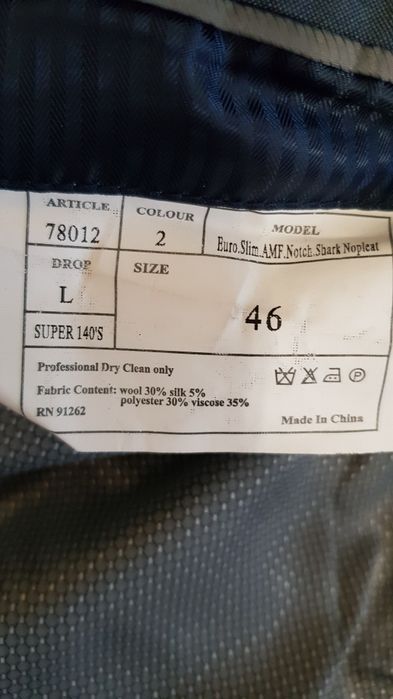 ARTICLE
78012
COLOUR
2
MODEL
Euro.Slim.AMF.Notch.Shark Nopleat
DROP
L
SUPER 140'S
SIZE
46
Professional Dry Clean only
Fabric Content: wool 30% silk 5%
polyester 30% viscose 35%
RN 91262
P
Made In China